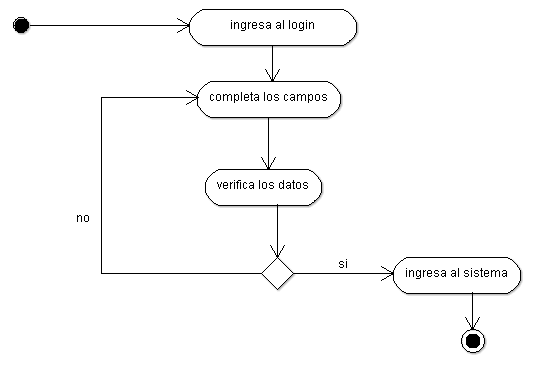 ingresa al login
completa los campos
verifica los datos
no
si
ingresa al sistema